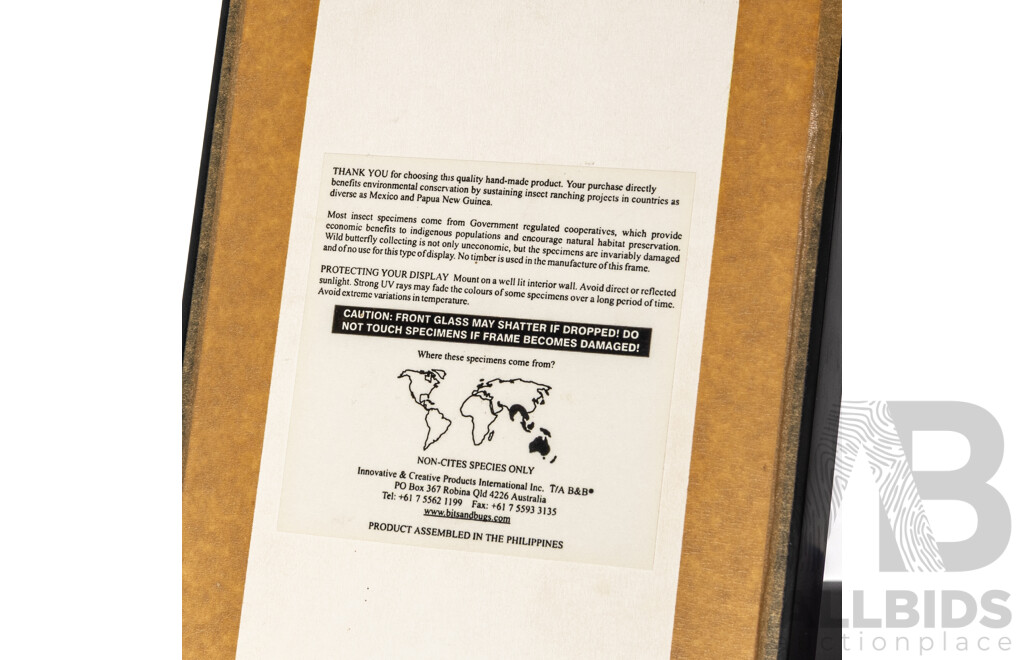 THANK YOU for choosing this quality hand-made product. Your purchase directly
benefits environmental conservation by sustaining insect ranching projects in countries as
diverse as Mexico and Papua New Guinea.
Most insect specimens come from Government regulated cooperatives, which provide
economic benefits to indigenous populations and encourage natural habitat preservation.
Wild butterfly collecting is not only uneconomic, but the specimens are invariably damaged
and of no use for this type of display. No timber is used in the manufacture of this frame.
PROTECTING YOUR DISPLAY Mount on a well lit interior wall. Avoid direct or reflected
sunlight. Strong UV rays may fade the colours of some specimens over a long period of time.
Avoid extreme variations in temperature.
CAUTION: FRONT GLASS MAY SHATTER IF DROPPED! DO
NOT TOUCH SPECIMENS IF FRAME BECOMES DAMAGED!
Where these specimens come from?
NON-CITES SPECIES ONLY
Innovative & Creative Products International Inc. T/A B&B®
PO Box 367 Robina Qld 4226 Australia
Tel: +61 7 5562 1199 Fax: +61 7 5593 3135
www.bitsandbugs.com
PRODUCT ASSEMBLED IN THE PHILIPPINES
AB
LLBIDS
ctionplace